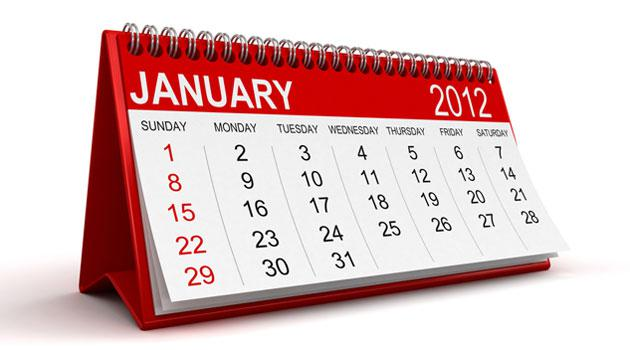 JANUARY 2012
SUNDAY MONDAY TUESDAY WEDNESDAY THURSDAY FRIDAY SATURDAY
1 2 3 4 5 6 7
8 9 10 11 12 13 14
15 16 17 18 19 20 21
22 23 24 25 26 27 28
29 30 31